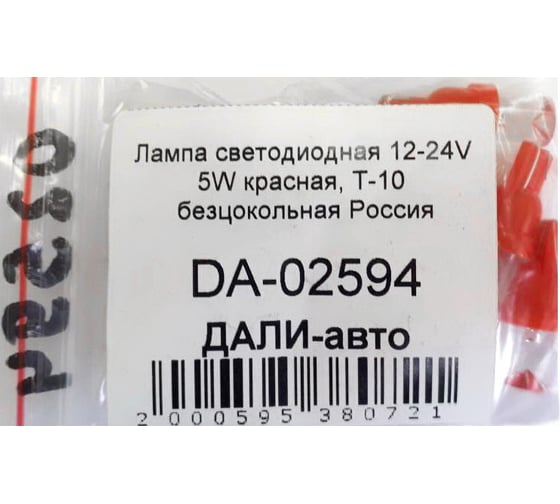 Лампа светодиодная 12-24V
5W красная, Т-10
безцокольная Россия
DA-02594
ДАЛИ-авто
2 000595 380721